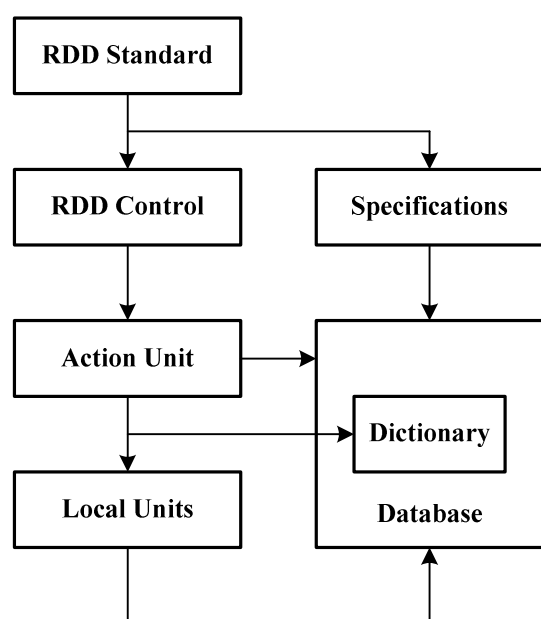 RDD Standard
RDD Control
Specifications
Action Unit
Dictionary
Local Units
Database